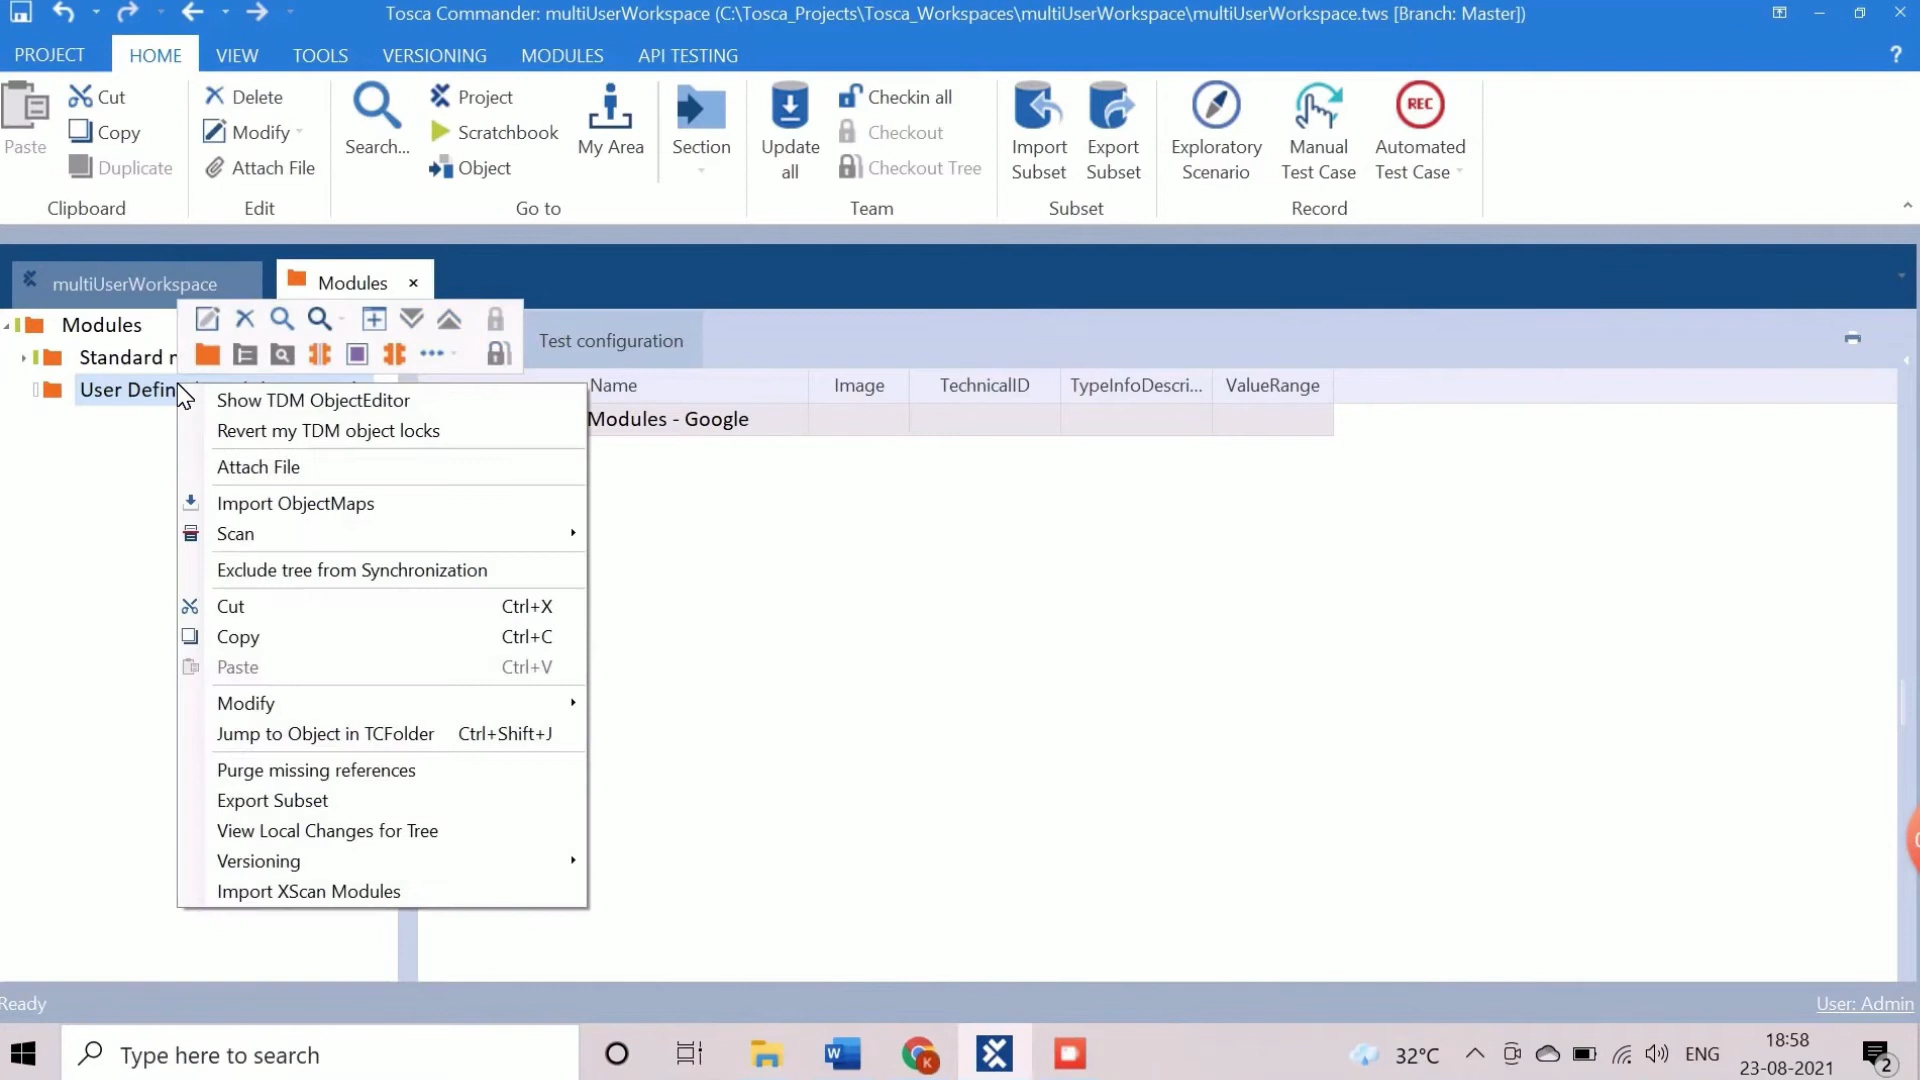 Tosca Commander: multiUserWorkspace (C:\Tosca_Projects\Tosca_Workspaces\multiUserWorkspace\multiUserWorkspace.tws [Branch: Master])
PROJECT HOME VIEW TOOLS VERSIONING MODULES API TESTING ?
Paste
Cut
Copy
Duplicate
Clipboard
Delete
Modify
Attach File
Edit
Search...
Project
Scratchbook
Object
My Area
Section
Go to
Update all
Checkin all
Checkout
Checkout Tree
Team
Import Subset
Export Subset
Subset
Exploratory Scenario
Manual Test Case
REC
Automated Test Case
Record
multiUserWorkspace
Modules ×
Modules
Standard
User Defin
Test configuration
Name Image TechnicalID TypeInfoDescri... ValueRange
Modules - Google
Show TDM ObjectEditor
Revert my TDM object locks
Attach File
Import ObjectMaps
Scan
Exclude tree from Synchronization
Cut Ctrl+X
Copy Ctrl+C
Paste Ctrl+V
Modify
Jump to Object in TCFolder Ctrl+Shift+J
Purge missing references
Export Subset
View Local Changes for Tree
Versioning
Import XScan Modules
Ready
User: Admin
Type here to search
32°C
ENG
18:58
23-08-2021
2